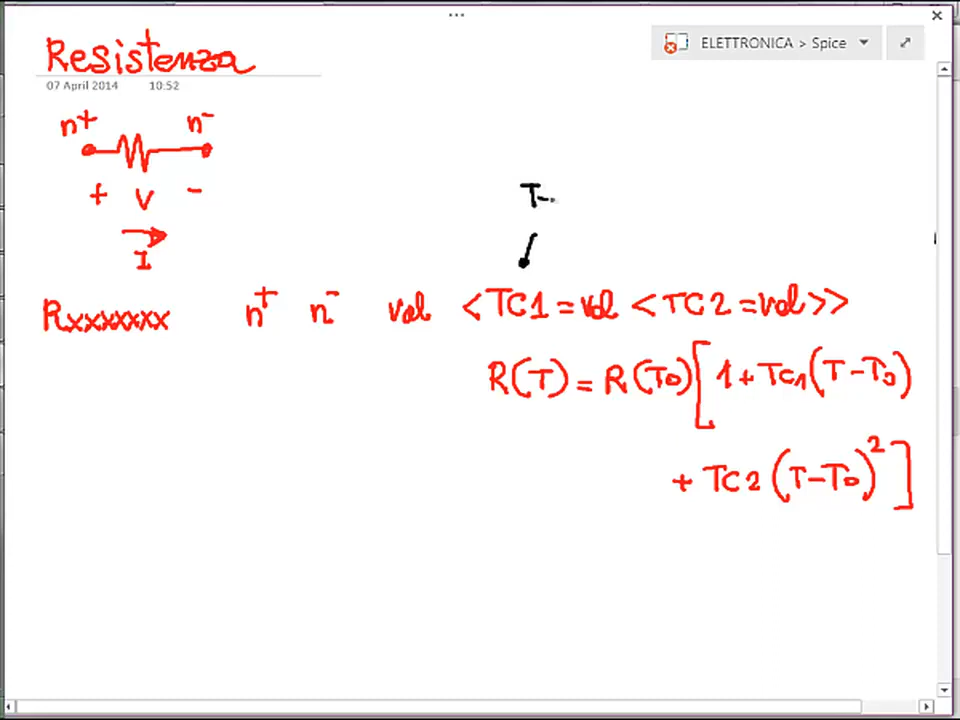 ELETTRONICA > Spice
Resistenza
07 April 2014 10:52
n+ n-
+ V -
I
T-
Rxxxxxxx n+ n- val <TC1=val <TC2=val>>
R(T) = R(T0)[1+TC1(T-T0)
+ TC2(T-T0)²]